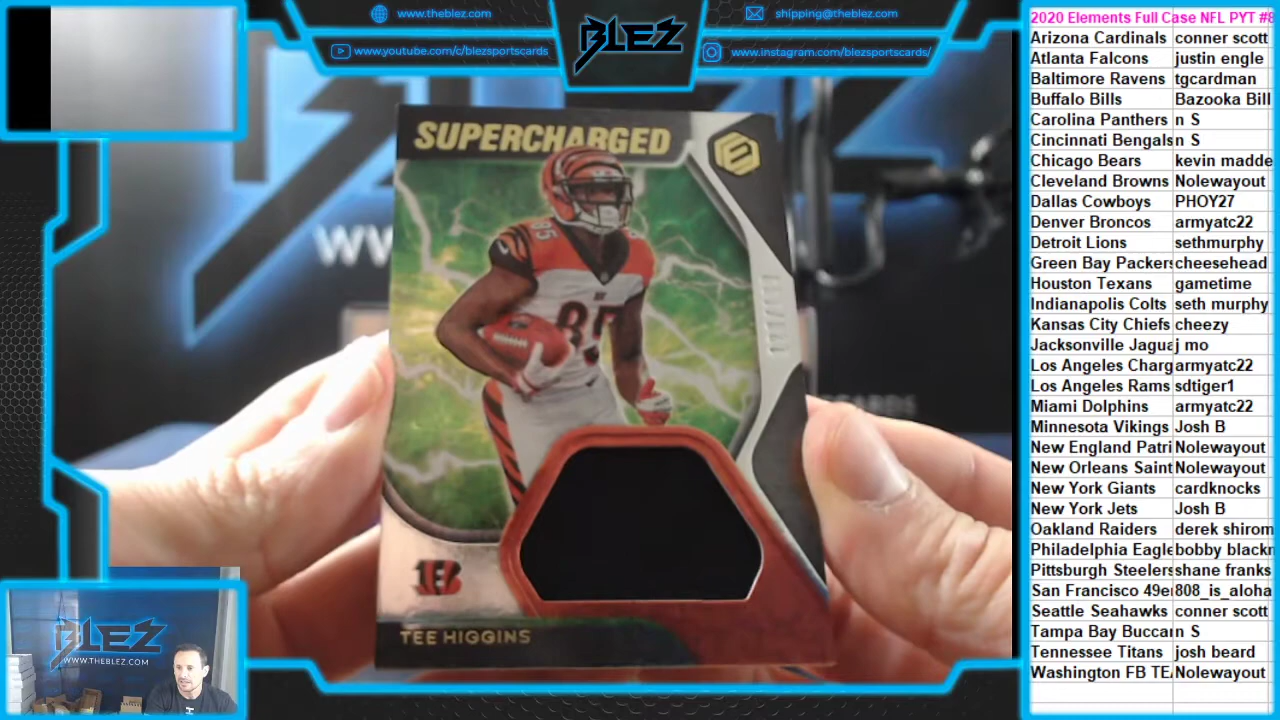 www.theblez.com
shipping@theblez.com
www.youtube.com/c/blezsportscards
BLEZ
www.instagram.com/blezsportscards/
SUPERCHARGED
E
85
85
B
TEE HIGGINS
BLEZ
WWW.THEBLEZ.COM
2020 Elements Full Case NFL PYT #8
Arizona Cardinals conner scott
Atlanta Falcons justin engle
Baltimore Ravens tgcardman
Buffalo Bills Bazooka Bill
Carolina Panthers n S
Cincinnati Bengals n S
Chicago Bears kevin madde
Cleveland Browns Nolewayout
Dallas Cowboys PHOY27
Denver Broncos armyatc22
Detroit Lions sethmurphy
Green Bay Packers cheesehead
Houston Texans gametime
Indianapolis Colts seth murphy
Kansas City Chiefs cheezy
Jacksonville Jagua j mo
Los Angeles Charg armyatc22
Los Angeles Rams sdtiger1
Miami Dolphins armyatc22
Minnesota Vikings Josh B
New England Patri Nolewayout
New Orleans Saint Nolewayout
New York Giants cardknocks
New York Jets Josh B
Oakland Raiders derek shirom
Philadelphia Eagle bobby blackn
Pittsburgh Steelers shane franks
San Francisco 49er 808_is_aloha
Seattle Seahawks conner scott
Tampa Bay Buccan n S
Tennessee Titans josh beard
Washington FB TEA Nolewayout